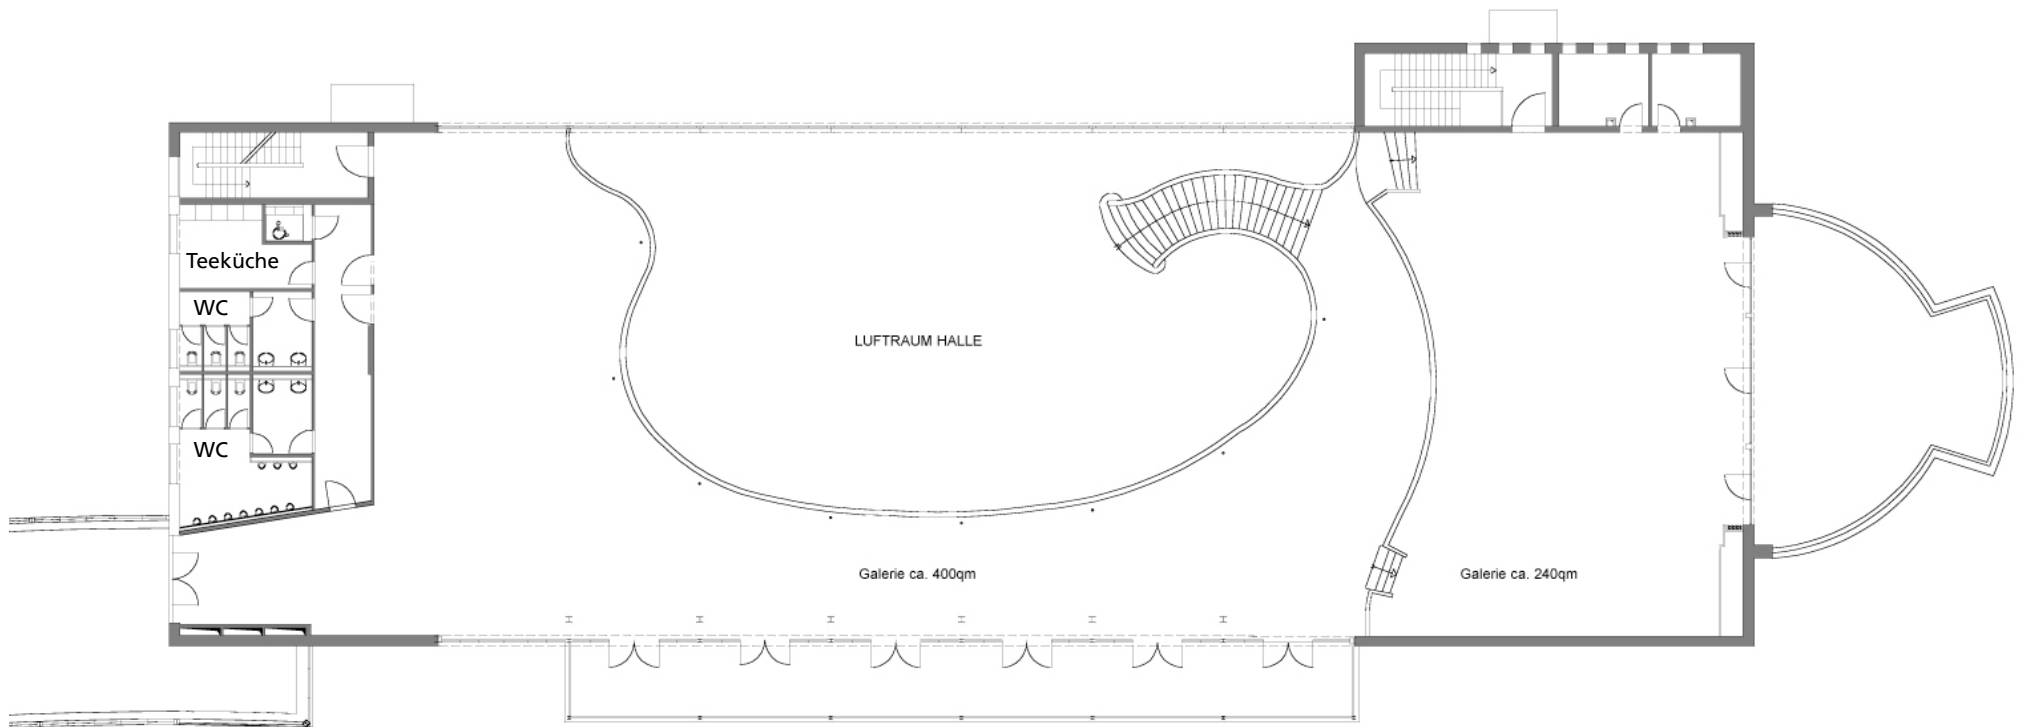 Teeküche
WC
LUFTRAUM HALLE
WC
Galerie ca. 400qm
Galerie ca. 240qm